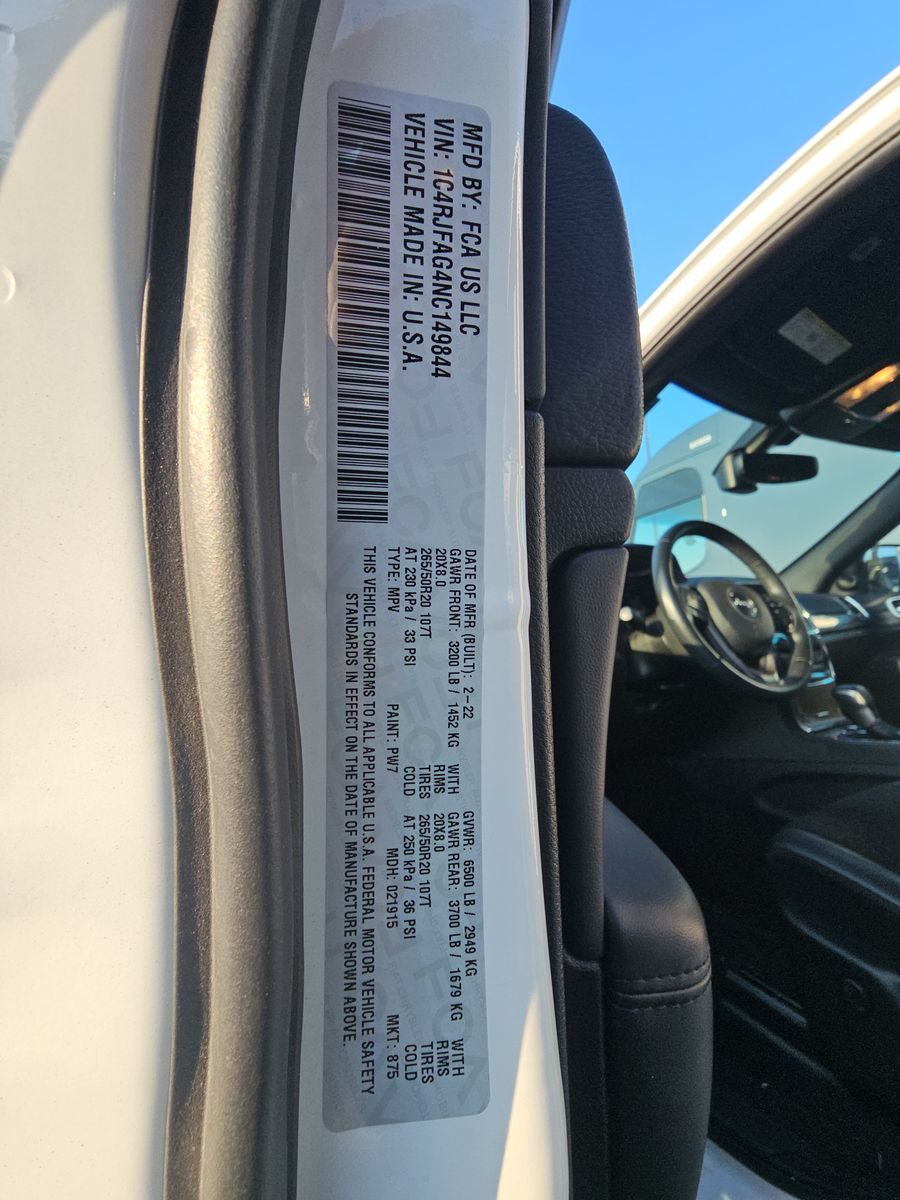 MFD BY: FCA US LLC
VIN: 1C4RJFAG4NC149844
VEHICLE MADE IN: U.S.A.
DATE OF MFR (BUILT): 2-22 GVWR: 6500 LB / 2949 KG
GAWR FRONT: 3200 LB / 1452 KG WITH GAWR REAR: 3700 LB / 1679 KG WITH
20X8.0 RIMS 20X8.0 RIMS
265/50R20 107T TIRES 265/50R20 107T TIRES
AT 230 kPa / 33 PSI COLD AT 250 kPa / 36 PSI COLD
TYPE: MPV PAINT: PW7 MDH: 021915 MKT: 875
THIS VEHICLE CONFORMS TO ALL APPLICABLE U.S.A. FEDERAL MOTOR VEHICLE SAFETY
STANDARDS IN EFFECT ON THE DATE OF MANUFACTURE SHOWN ABOVE.
Jeep